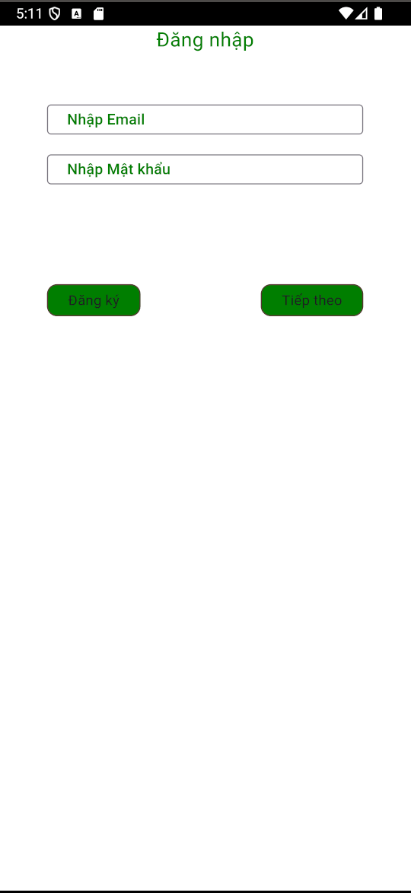 5:11
Đăng nhập
Nhập Email
Nhập Mật khẩu
Đăng ký
Tiếp theo